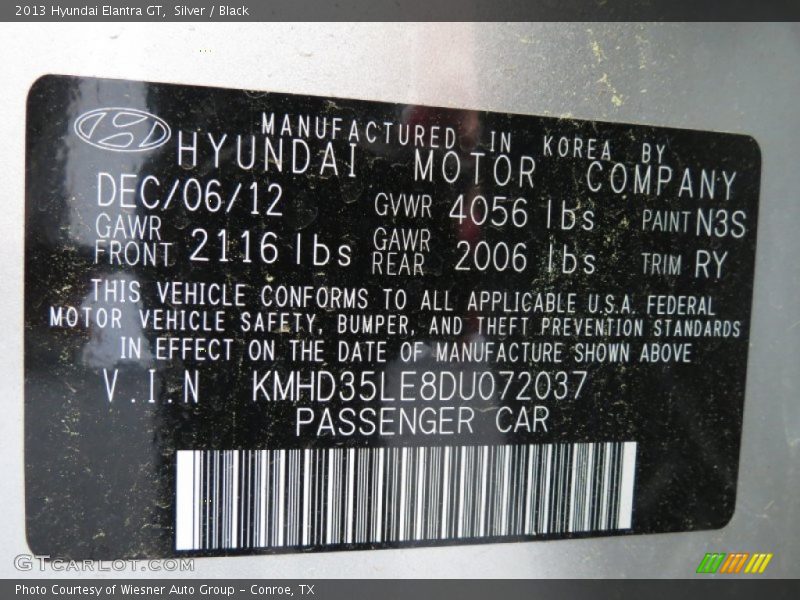 2013 Hyundai Elantra GT, Silver / Black
MANUFACTURED IN KOREA BY
HYUNDAI MOTOR COMPANY
DEC/06/12 GVWR 4056 lbs PAINT N3S
GAWR FRONT 2116 lbs GAWR REAR 2006 lbs TRIM RY
THIS VEHICLE CONFORMS TO ALL APPLICABLE U.S.A. FEDERAL
MOTOR VEHICLE SAFETY, BUMPER, AND THEFT PREVENTION STANDARDS
IN EFFECT ON THE DATE OF MANUFACTURE SHOWN ABOVE
V.I.N KMHD35LE8DU072037
PASSENGER CAR
GTcarlot.com
Photo Courtesy of Wiesner Auto Group - Conroe, TX